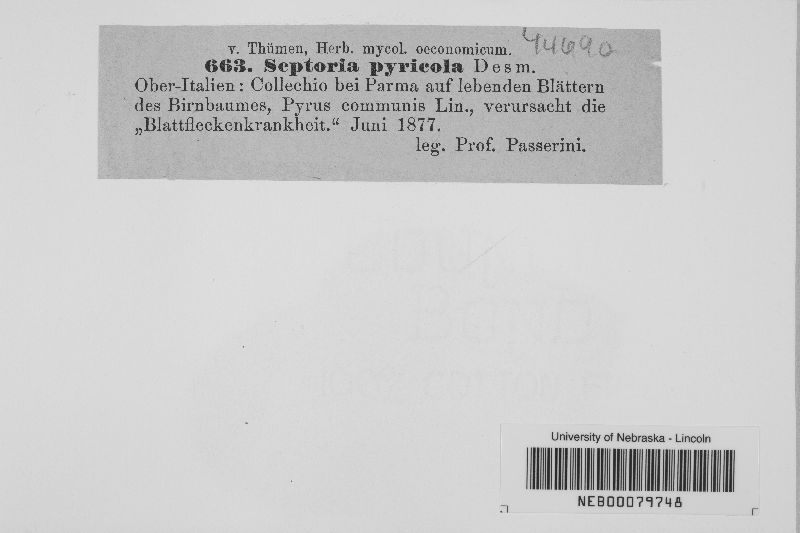 v. Thümen, Herb. mycol. oeconomicum. 44690
663. Septoria pyricola Desm.
Ober-Italien: Collechio bei Parma auf lebenden Blättern
des Birnbaumes, Pyrus communis Lin., verursacht die
„Blattfleckenkrankheit.“ Juni 1877.
leg. Prof. Passerini.
University of Nebraska - Lincoln
NEB00079748